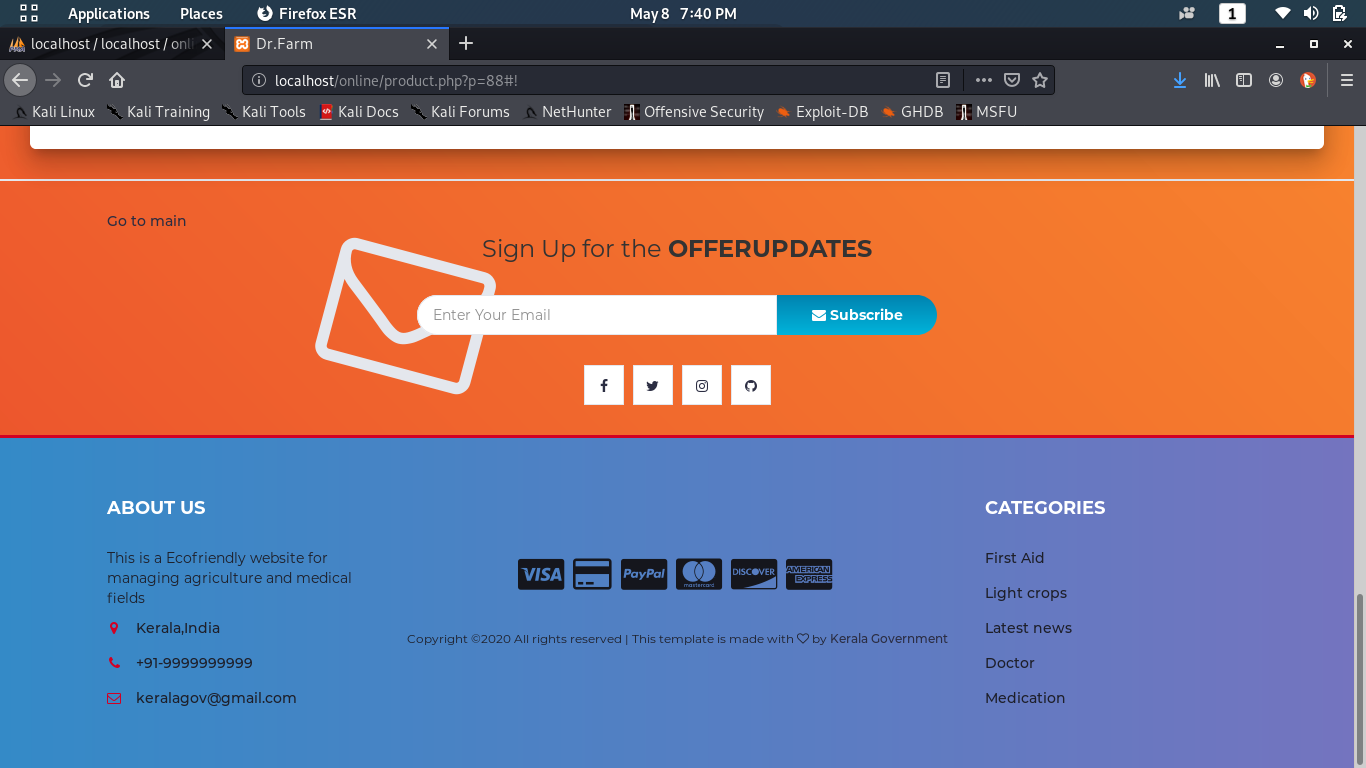 Applications Places Firefox ESR May 8 7:40 PM 1
localhost / localhost / onl Dr.Farm
localhost/online/product.php?p=88#!
Kali Linux Kali Training Kali Tools Kali Docs Kali Forums NetHunter Offensive Security Exploit-DB GHDB MSFU
Go to main
Sign Up for the OFFERUPDATES
Enter Your Email Subscribe
ABOUT US
This is a Ecofriendly website for
managing agriculture and medical
fields
Kerala,India
+91-9999999999
keralagov@gmail.com
VISA PayPal mastercard DISCOVER AMERICAN EXPRESS
Copyright ©2020 All rights reserved | This template is made with ♡ by Kerala Government
CATEGORIES
First Aid
Light crops
Latest news
Doctor
Medication